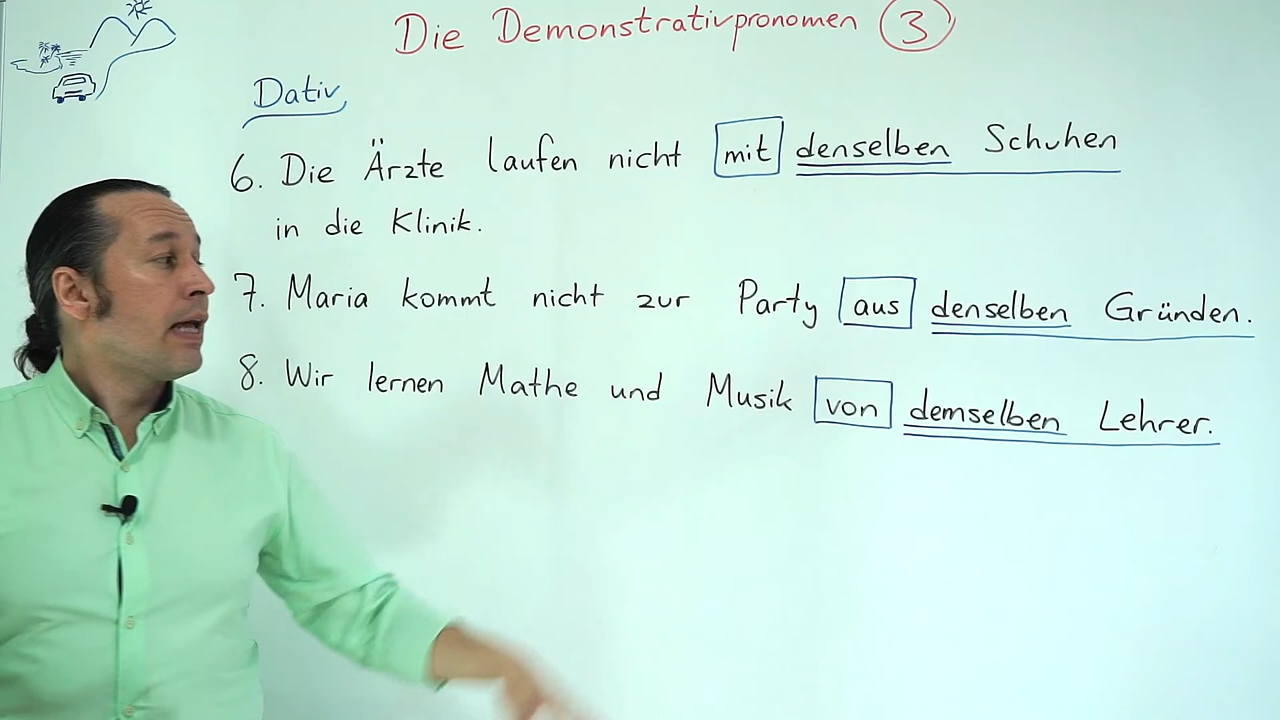 Die Demonstrativpronomen 3
Dativ
6. Die Ärzte laufen nicht mit denselben Schuhen
in die Klinik.
7. Maria kommt nicht zur Party aus denselben Gründen.
8. Wir lernen Mathe und Musik von demselben Lehrer.